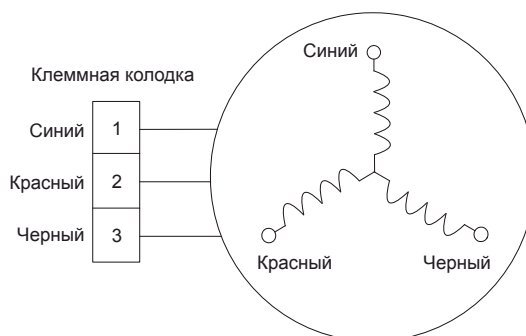 Синий
Клеммная колодка
Синий 1
Красный 2
Черный 3
Красный Черный